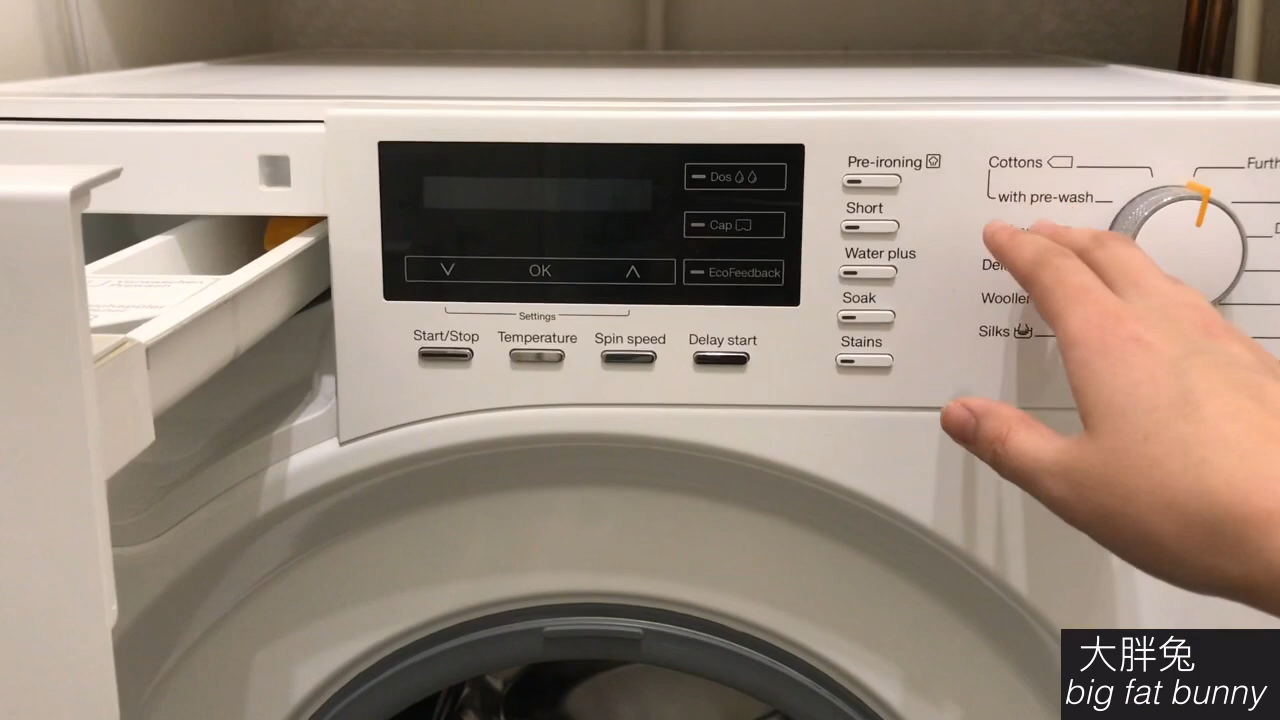 Dos
Cap
OK
EcoFeedback
Settings
Start/Stop
Temperature
Spin speed
Delay start
Pre-ironing
Short
Water plus
Soak
Stains
Cottons
with pre-wash
Silks
大胖兔
big fat bunny